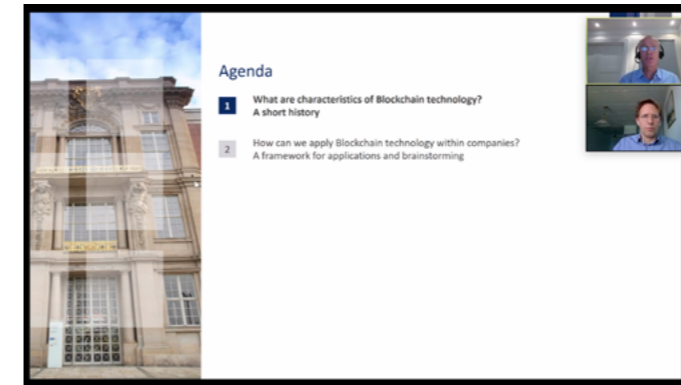 Agenda
1
What are characteristics of Blockchain technology?
A short history
2
How can we apply Blockchain technology within companies?
A framework for applications and brainstorming